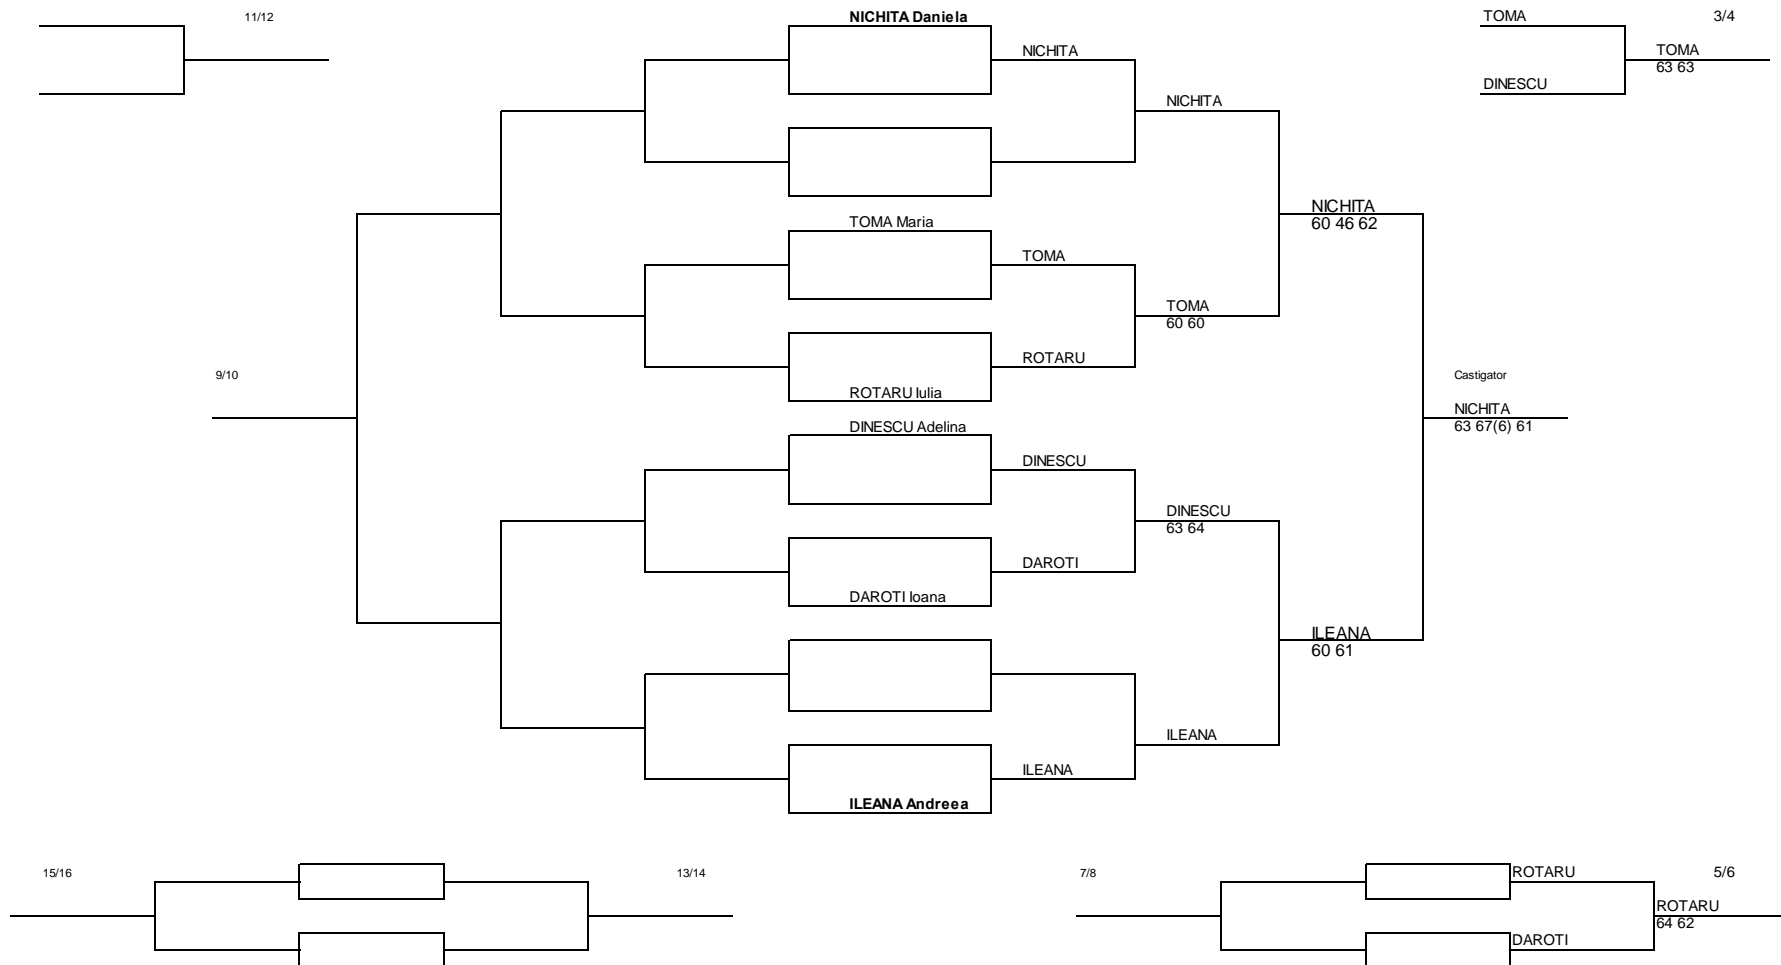 11/12
NICHITA Daniela
TOMA
3/4
NICHITA
TOMA
63 63
DINESCU
NICHITA
NICHITA
60 46 62
TOMA Maria
TOMA
TOMA
60 60
ROTARU
9/10
Castigator
ROTARU Iulia
NICHITA
63 67(6) 61
DINESCU Adelina
DINESCU
DINESCU
63 64
DAROTI
DAROTI Ioana
ILEANA
60 61
ILEANA
ILEANA
ILEANA Andreea
15/16
13/14
7/8
ROTARU
5/6
ROTARU
64 62
DAROTI